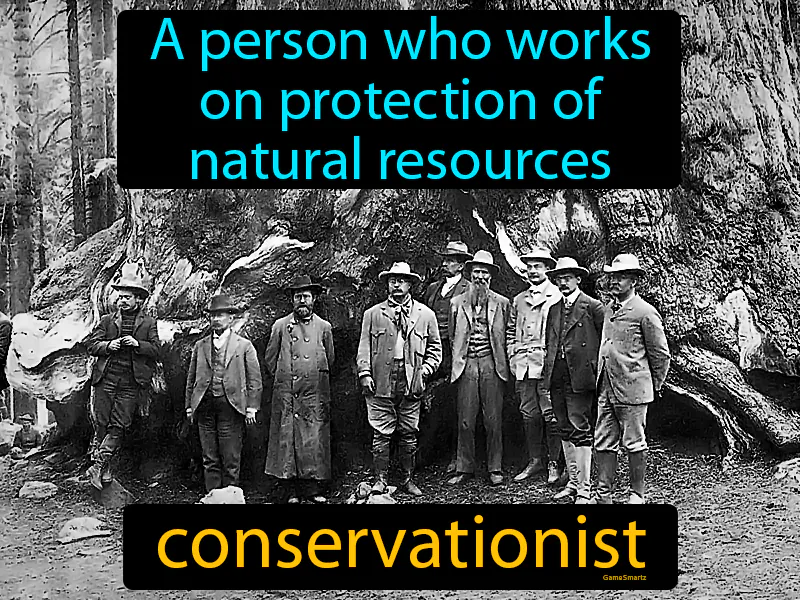 A person who works
on protection of
natural resources
conservationist
GameSmartz